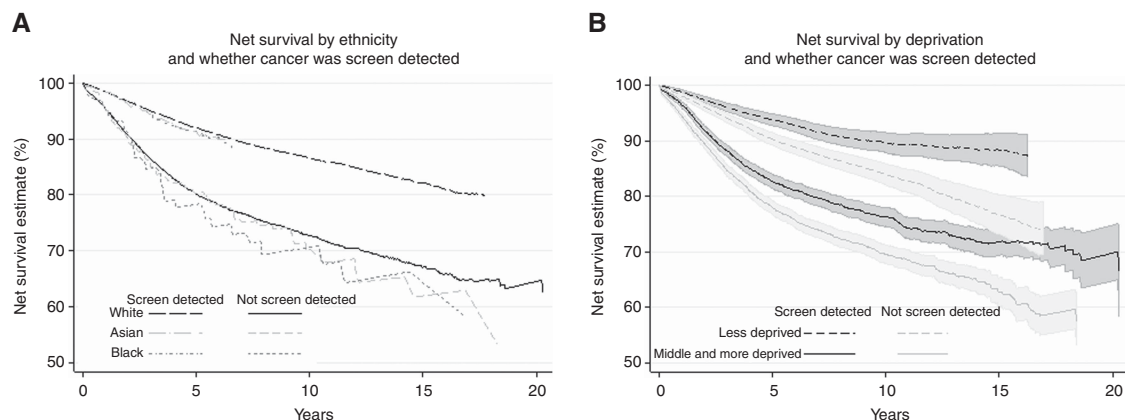 A
Net survival by ethnicity
and whether cancer was screen detected
Net survival estimate (%)
100
90
80
70
60
50
Screen detected Not screen detected
White
Asian
Black
0 5 10 15 20
Years
B
Net survival by deprivation
and whether cancer was screen detected
Net survival estimate (%)
100
90
80
70
60
50
Screen detected Not screen detected
Less deprived
Middle and more deprived
0 5 10 15 20
Years